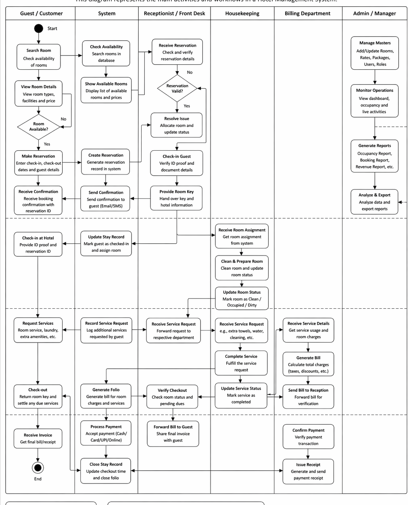 This diagram represents the main activities and workflows in a Hotel Management System.
Guest / Customer
System
Receptionist / Front Desk
Housekeeping
Billing Department
Admin / Manager
Start
Search Room
Check availability
of rooms
View Room Details
View room types,
facilities and price
Room
Available?
No
Yes
Make Reservation
Enter check-in, check-out
dates and guest details
Receive Confirmation
Receive booking
confirmation with
reservation ID
Check Availability
Search rooms in
database
Show Available Rooms
Display list of available
rooms and prices
Create Reservation
Generate reservation
record in system
Send Confirmation
Send confirmation to
guest (Email/SMS)
Receive Reservation
Check and verify
reservation details
Reservation
Valid?
No
Yes
Receive Issue
Allocate room and
update status
Check-in Guest
Verify ID proof and
document details
Provide Room Key
Hand over key and
hotel information
Manage Masters
Add/Update Rooms,
Rates, Packages,
Users, Roles
Monitor Operations
View dashboard,
occupancy and
live activities
Generate Reports
Occupancy Report,
Booking Report,
Revenue Report, etc.
Analyze & Export
Analyze data and
export reports
Check-in at Hotel
Provide ID proof and
reservation ID
Update Stay Record
Mark guest as checked-in
and assign room
Receive Room Assignment
Get room assignment
from system
Clean & Prepare Room
Clean room and update
room status
Update Room Status
Mark room as Clean /
Occupied / Dirty
Request Services
Room service, laundry,
extra amenities, etc.
Record Service Request
Log additional services
requested by guest
Receive Service Request
Forward request to
respective department
Receive Service Request
e.g., extra towels, water,
cleaning, etc.
Receive Service Details
Get service usage and
room charges
Complete Service
Fulfill the service
request
Generate Bill
Calculate total charges
(taxes, discounts, etc.)
Check-out
Return room key and
settle any due services
Generate Folio
Generate bill for room
charges and services
Verify Checkout
Check room status and
pending dues
Update Service Status
Mark service as
completed
Send Bill to Reception
Forward bill for
verification
Receive Invoice
Get final bill/receipt
End
Process Payment
Accept payment (Cash/
Card/UPI/Online)
Forward Bill to Guest
Share final invoice
with guest
Confirm Payment
Verify payment
transaction
Close Stay Record
Update checkout time
and close folio
Issue Receipt
Generate and send
payment receipt